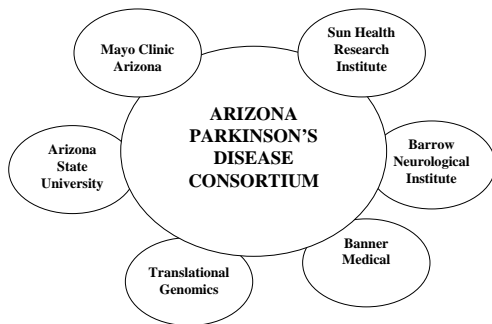 Mayo Clinic
Arizona
Sun Health
Research
Institute
ARIZONA
PARKINSON'S
DISEASE
CONSORTIUM
Arizona
State
University
Barrow
Neurological
Institute
Translational
Genomics
Banner
Medical